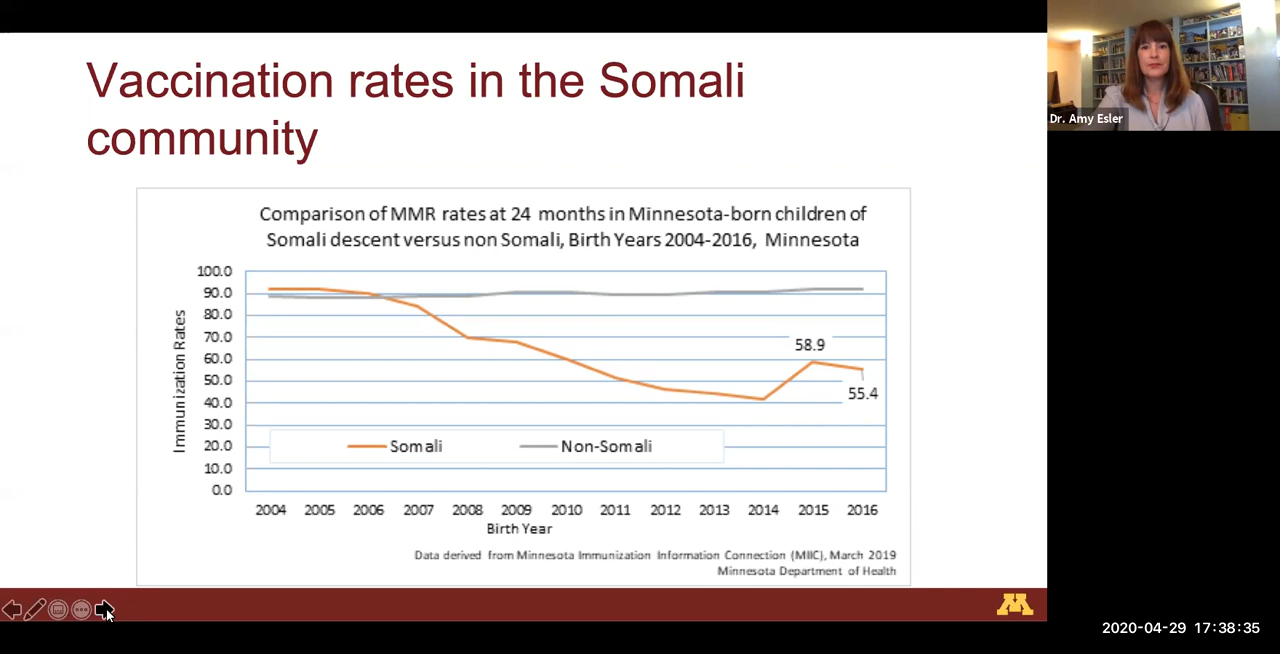 Vaccination rates in the Somali
community
Comparison of MMR rates at 24 months in Minnesota-born children of
Somali descent versus non Somali, Birth Years 2004-2016, Minnesota
Immunization Rates
100.0
90.0
80.0
70.0
60.0
50.0
40.0
30.0
20.0
10.0
0.0
58.9
55.4
Somali Non-Somali
2004 2005 2006 2007 2008 2009 2010 2011 2012 2013 2014 2015 2016
Birth Year
Data derived from Minnesota Immunization Information Connection (MIIC), March 2019
Minnesota Department of Health
M
Dr. Amy Esler
2020-04-29 17:38:35